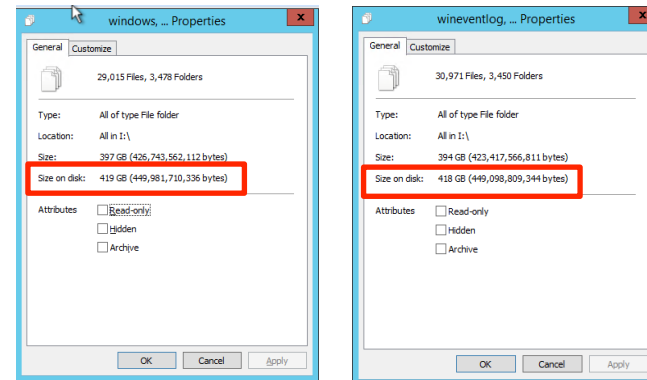 windows, ... Properties
x
General Customize
29,015 Files, 3,478 Folders
Type: All of type File folder
Location: All in I:\
Size: 397 GB (426,743,562,112 bytes)
Size on disk: 419 GB (449,981,710,336 bytes)
Attributes Read-only
Hidden
Archive
OK Cancel Apply
wineventlog, ... Properties
x
General Customize
30,971 Files, 3,450 Folders
Type: All of type File folder
Location: All in I:\
Size: 394 GB (423,417,566,811 bytes)
Size on disk: 418 GB (449,098,809,344 bytes)
Attributes Read-only
Hidden
Archive
OK Cancel Apply